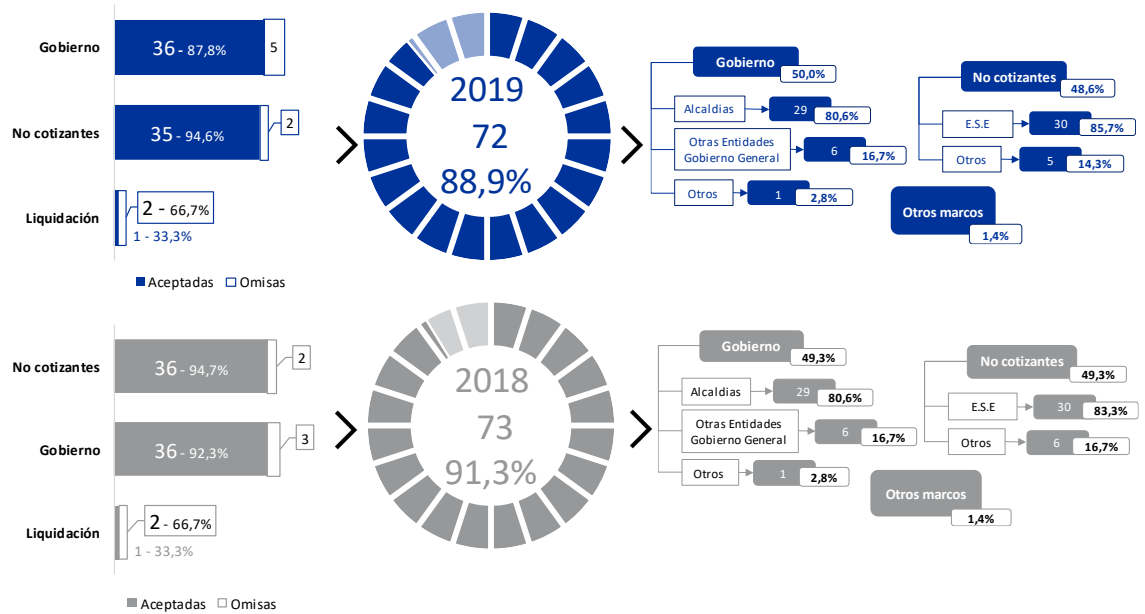 Gobierno
36 - 87,8%
5
No cotizantes
35 - 94,6%
2
Liquidación
2 - 66,7%
1 - 33,3%
Aceptadas
Omisas
2019
72
88,9%
Gobierno
50,0%
Alcaldias
29
80,6%
Otras Entidades
Gobierno General
6
16,7%
Otros
1
2,8%
No cotizantes
48,6%
E.S.E
30
85,7%
Otros
5
14,3%
Otros marcos
1,4%
No cotizantes
36 - 94,7%
2
Gobierno
36 - 92,3%
3
Liquidación
2 - 66,7%
1 - 33,3%
Aceptadas
Omisas
2018
73
91,3%
Gobierno
49,3%
Alcaldias
29
80,6%
Otras Entidades
Gobierno General
6
16,7%
Otros
1
2,8%
No cotizantes
49,3%
E.S.E
30
83,3%
Otros
6
16,7%
Otros marcos
1,4%